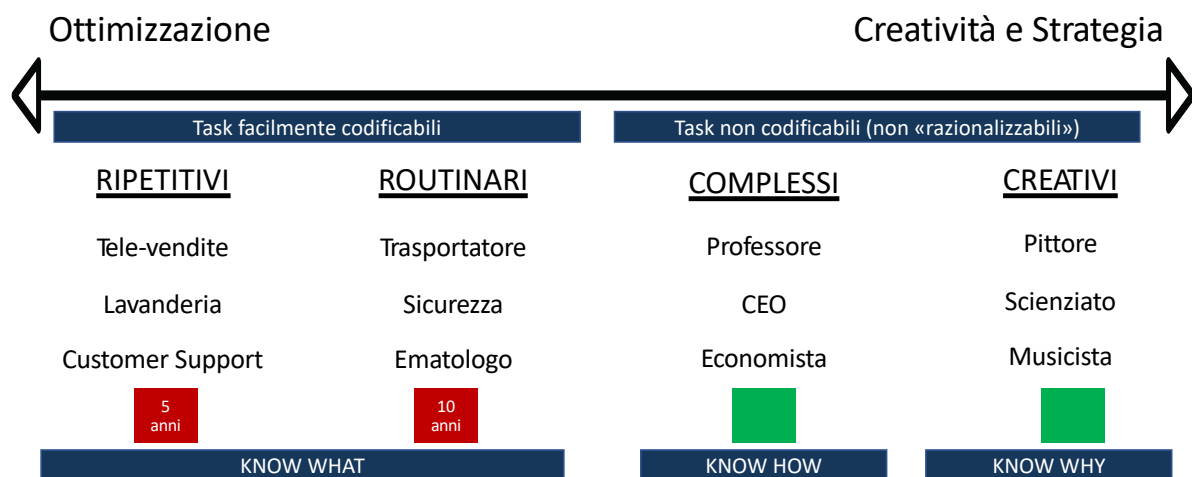 Ottimizzazione
Creatività e Strategia
Task facilmente codificabili
Task non codificabili (non «razionalizzabili»)
RIPETITIVI
ROUTINARI
COMPLESSI
CREATIVI
Tele-vendite
Trasportatore
Professore
Pittore
Lavanderia
Sicurezza
CEO
Scienziato
Customer Support
Ematologo
Economista
Musicista
5
anni
10
anni
KNOW WHAT
KNOW HOW
KNOW WHY